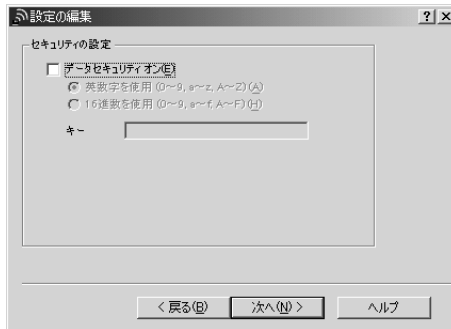 設定の編集
セキュリティの設定
データセキュリティオン(E)
英数字を使用 (0～9, a～z, A～Z)(A)
16進数を使用 (0～9, a～f, A～F)(H)
キー
< 戻る(B) 次へ(N) > ヘルプ